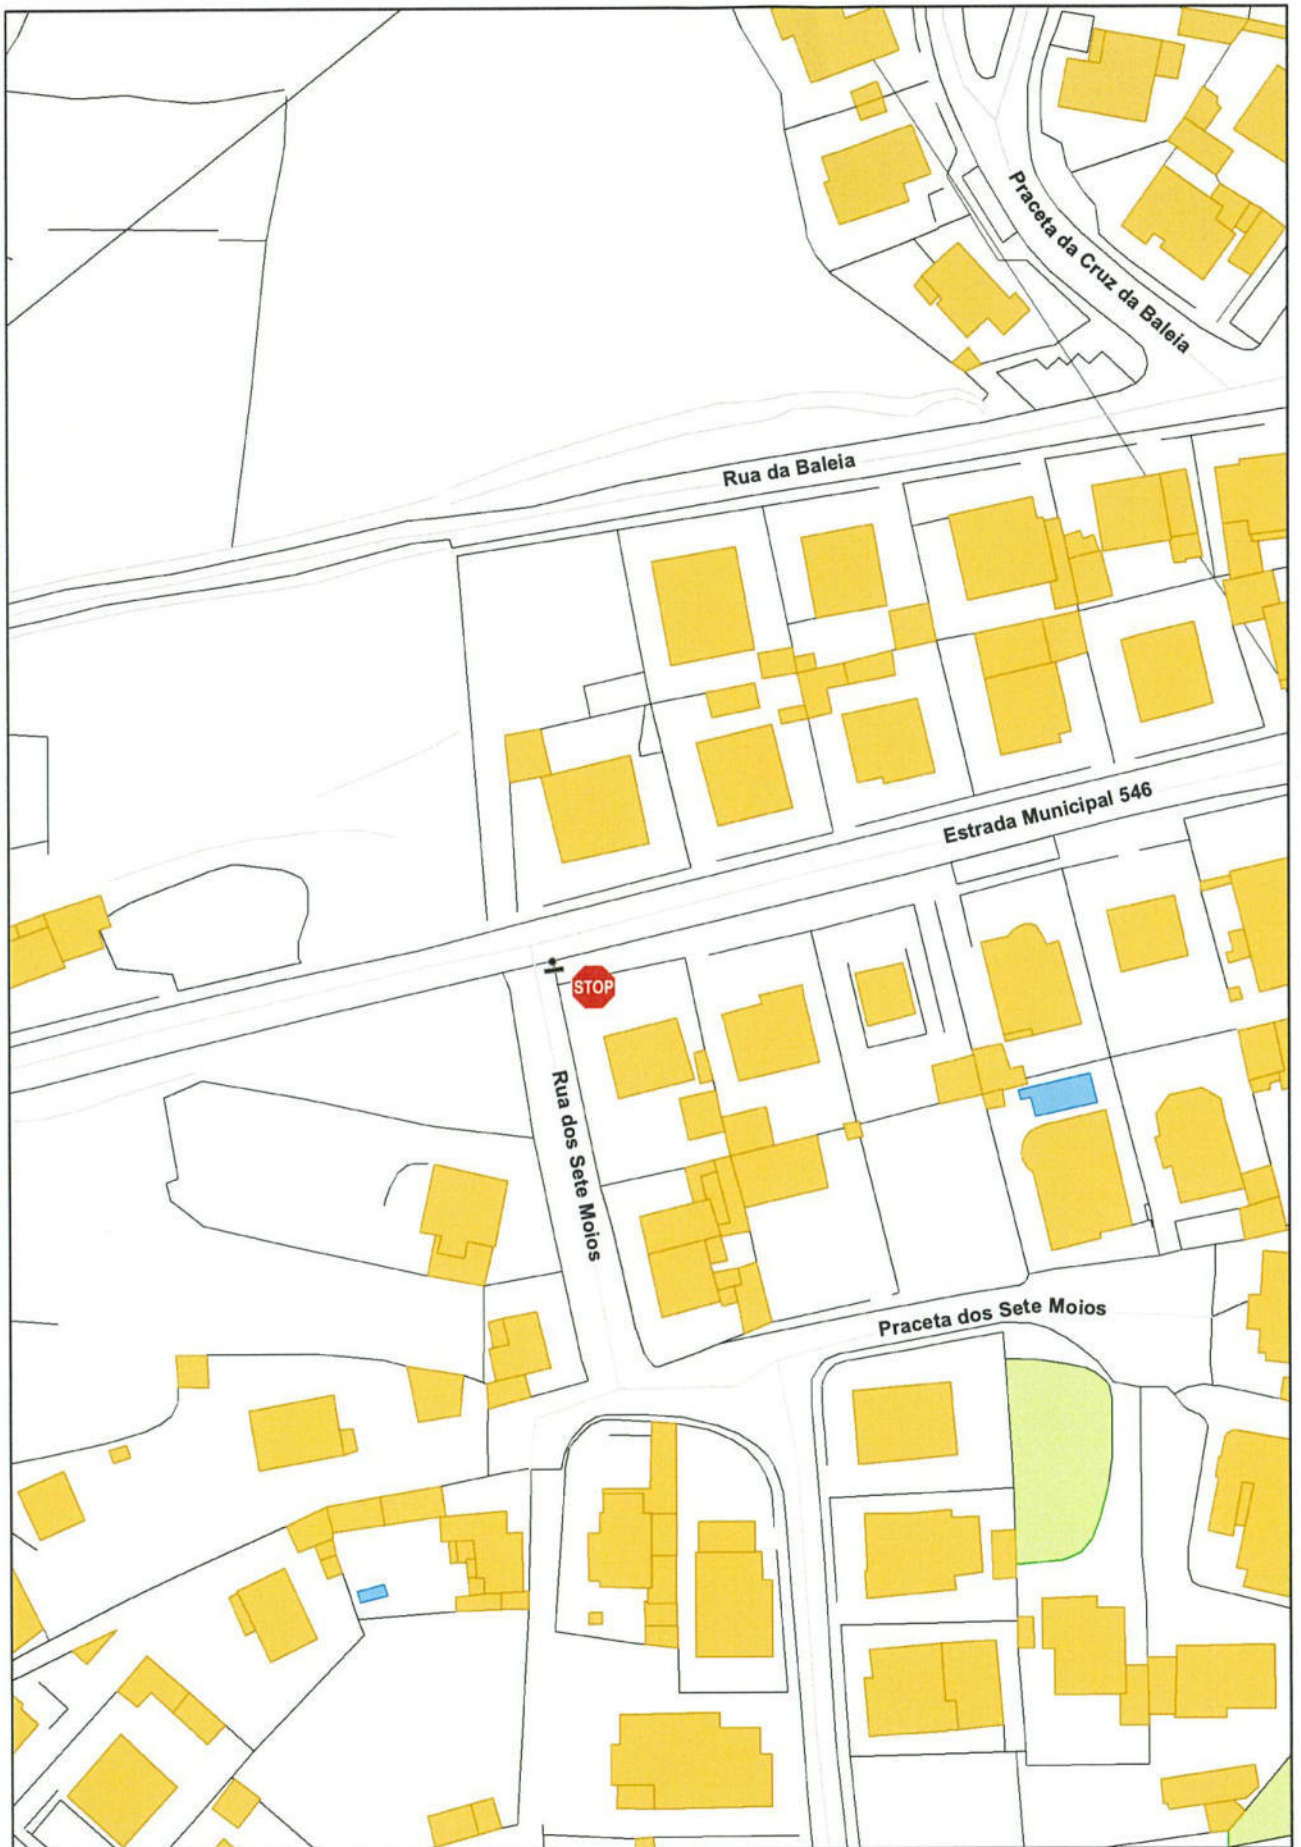 Praceta da Cruz da Baleia
Rua da Baleia
Estrada Municipal 546
STOP
Rua dos Sete Moios
Praceta dos Sete Moios